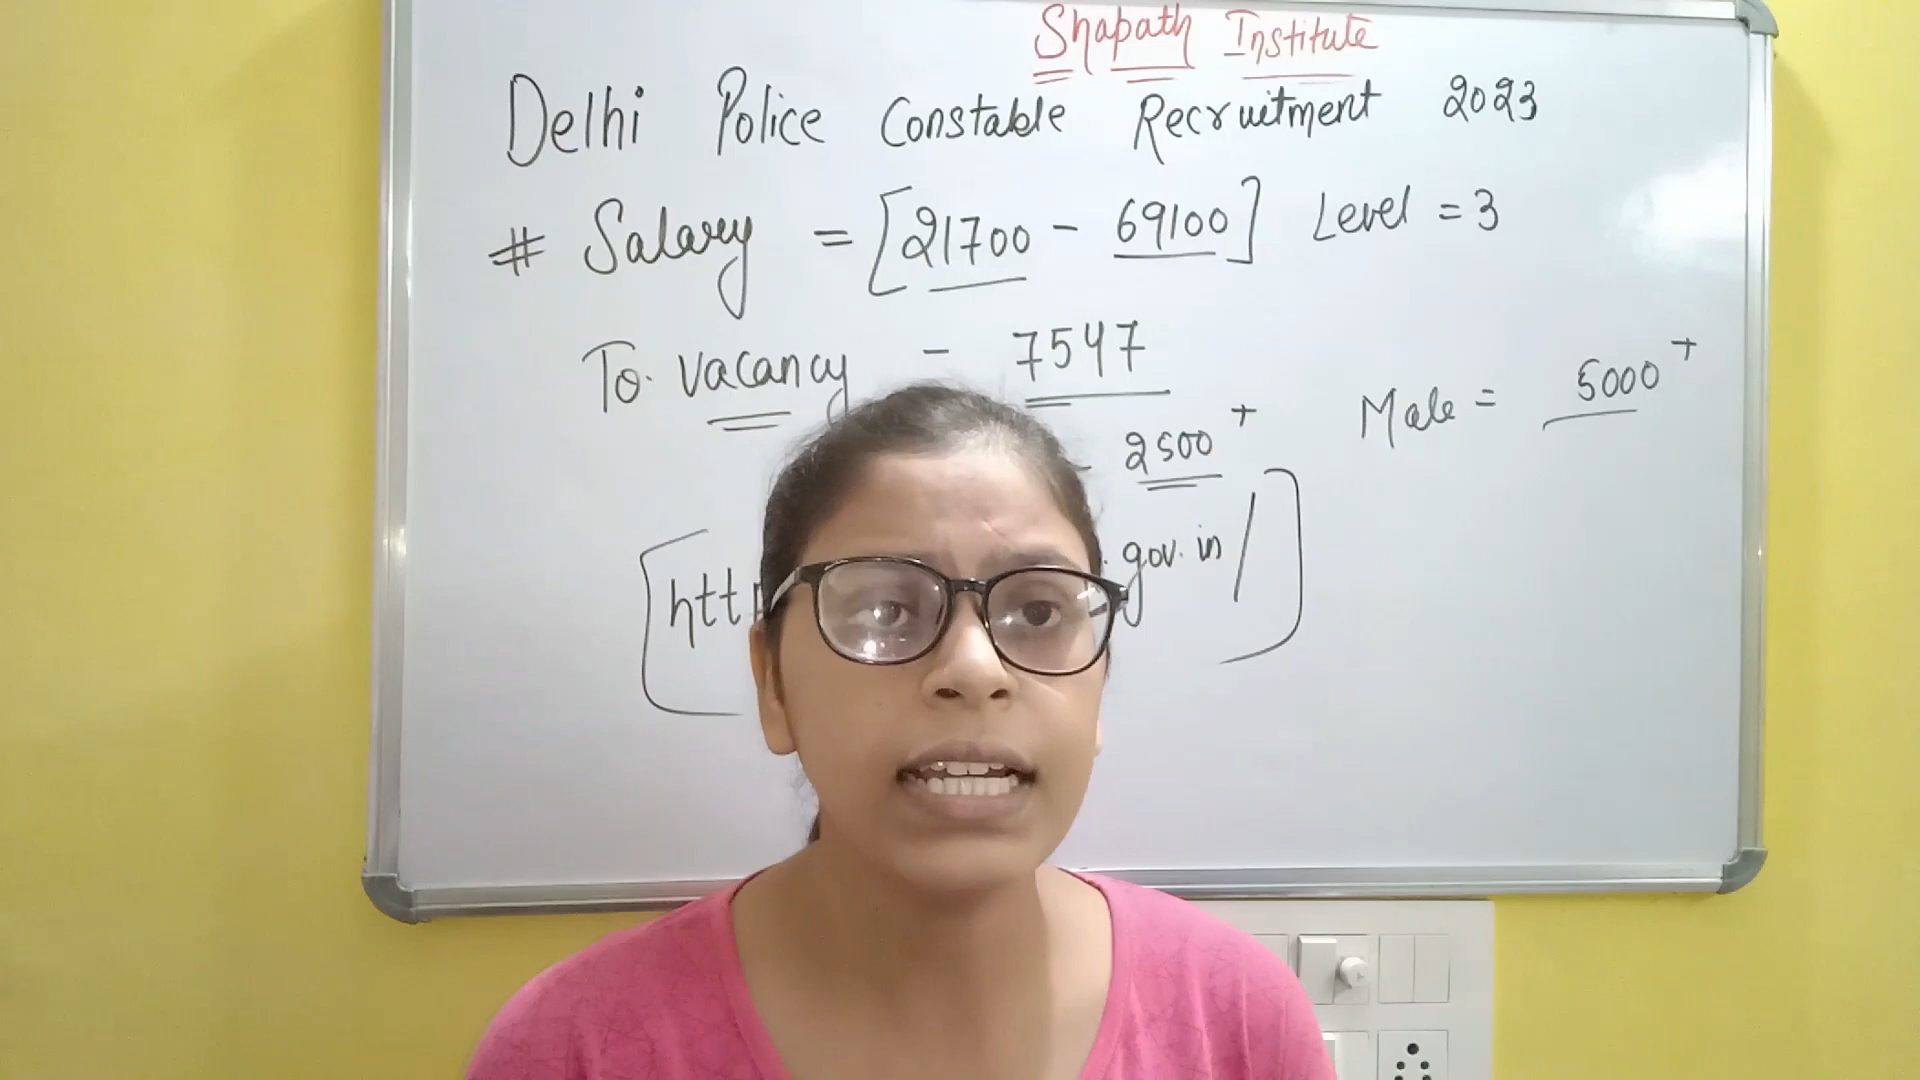 Shapath Institute
Delhi Police Constable Recruitment 2023
# Salary = [21700 - 69100] Level = 3
To. vacancy - 7547
- 2500+ Male = 5000+
[htt .gov.in/]